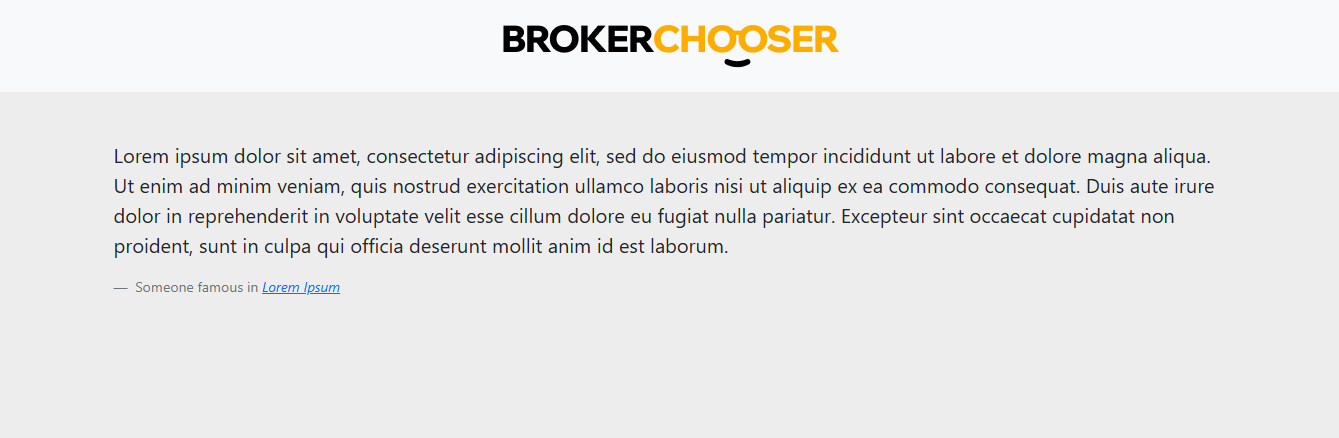 BROKERCHOOSER
Lorem ipsum dolor sit amet, consectetur adipiscing elit, sed do eiusmod tempor incididunt ut labore et dolore magna aliqua.
Ut enim ad minim veniam, quis nostrud exercitation ullamco laboris nisi ut aliquip ex ea commodo consequat. Duis aute irure
dolor in reprehenderit in voluptate velit esse cillum dolore eu fugiat nulla pariatur. Excepteur sint occaecat cupidatat non
proident, sunt in culpa qui officia deserunt mollit anim id est laborum.
— Someone famous in Lorem Ipsum